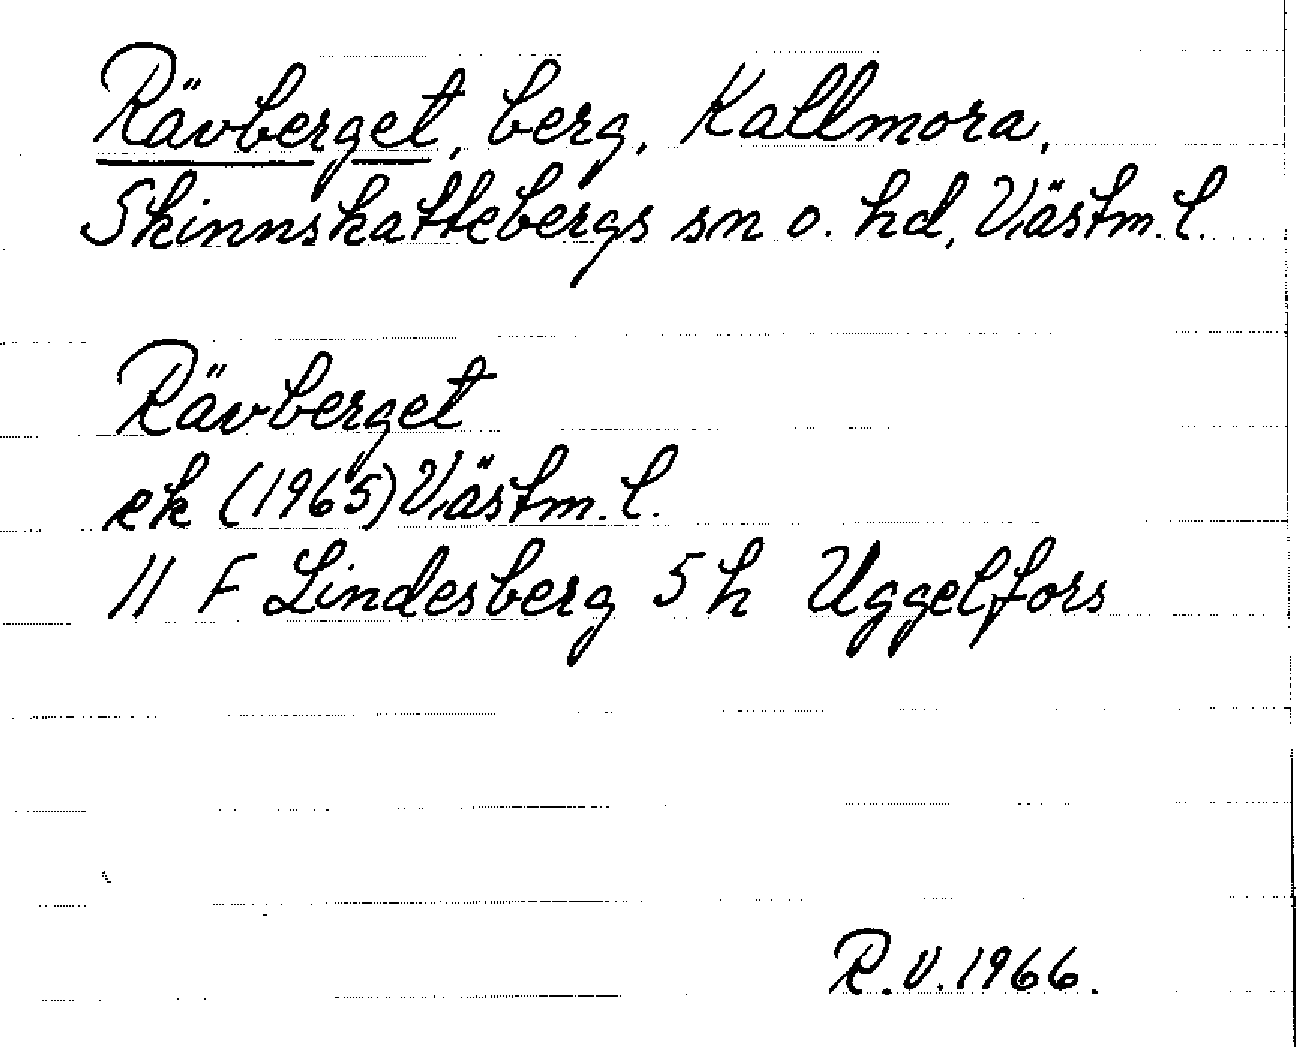 Rävberget, berg, Kallmora,
Skinnskattebergs sn o. hd, Västm. l.
Rävberget
ek (1965) Västm. l.
11 F Lindesberg 5 h Uggelfors
R.V. 1966.